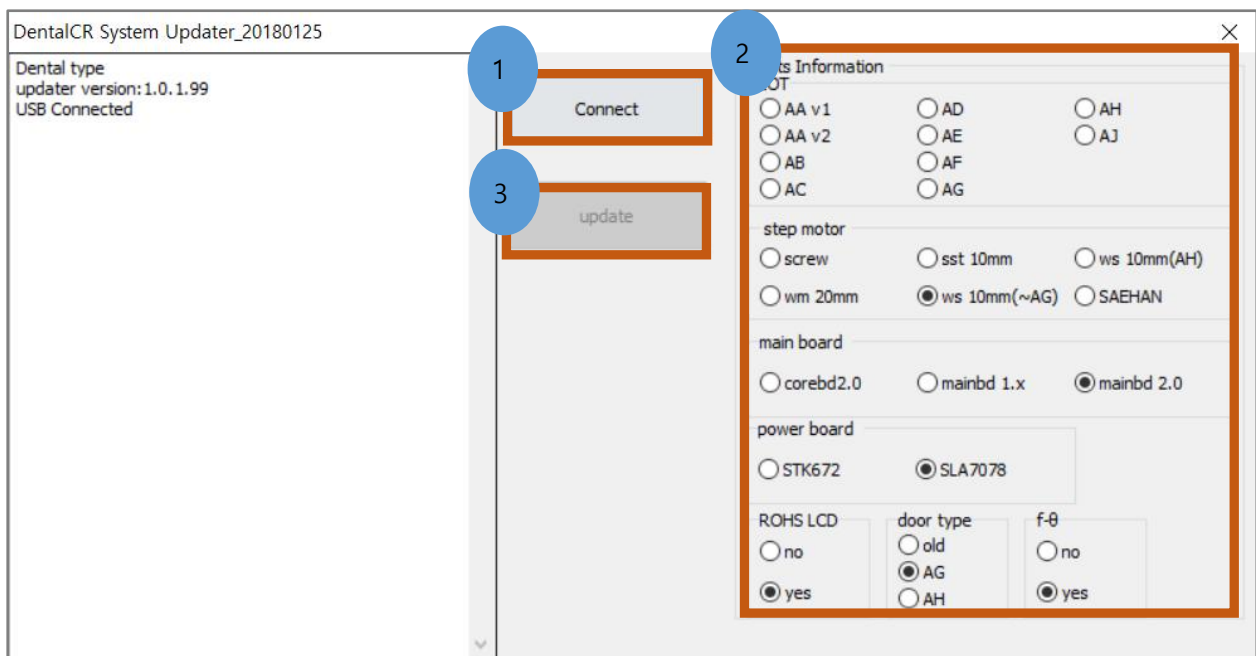 DentalCR System Updater_20180125
Dental type
updater version:1.0.1.99
USB Connected
1
Connect
3
update
2
Information
AA v1 AD AH
AA v2 AE AJ
AB AF
AC AG
step motor
screw sst 10mm ws 10mm(AH)
wm 20mm ws 10mm(~AG) SAEHAN
main board
corebd2.0 mainbd 1.x mainbd 2.0
power board
STK672 SLA7078
ROHS LCD door type f-θ
no old no
AG
yes AH yes